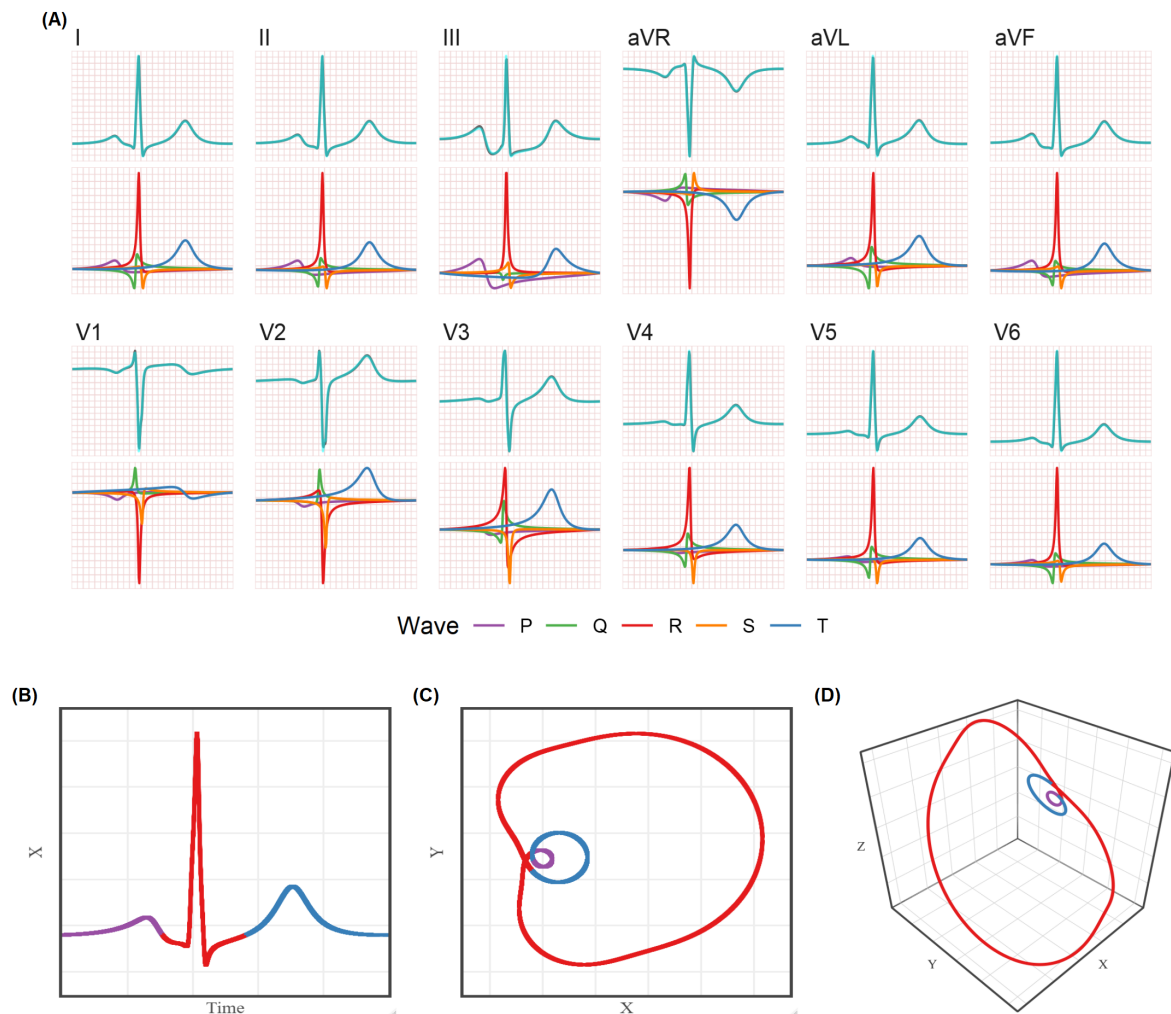 (A)
I II III aVR aVL aVF
V1 V2 V3 V4 V5 V6
Wave P Q R S T
(B) (C) (D)
X
Time
Y
X
Z
Y
X